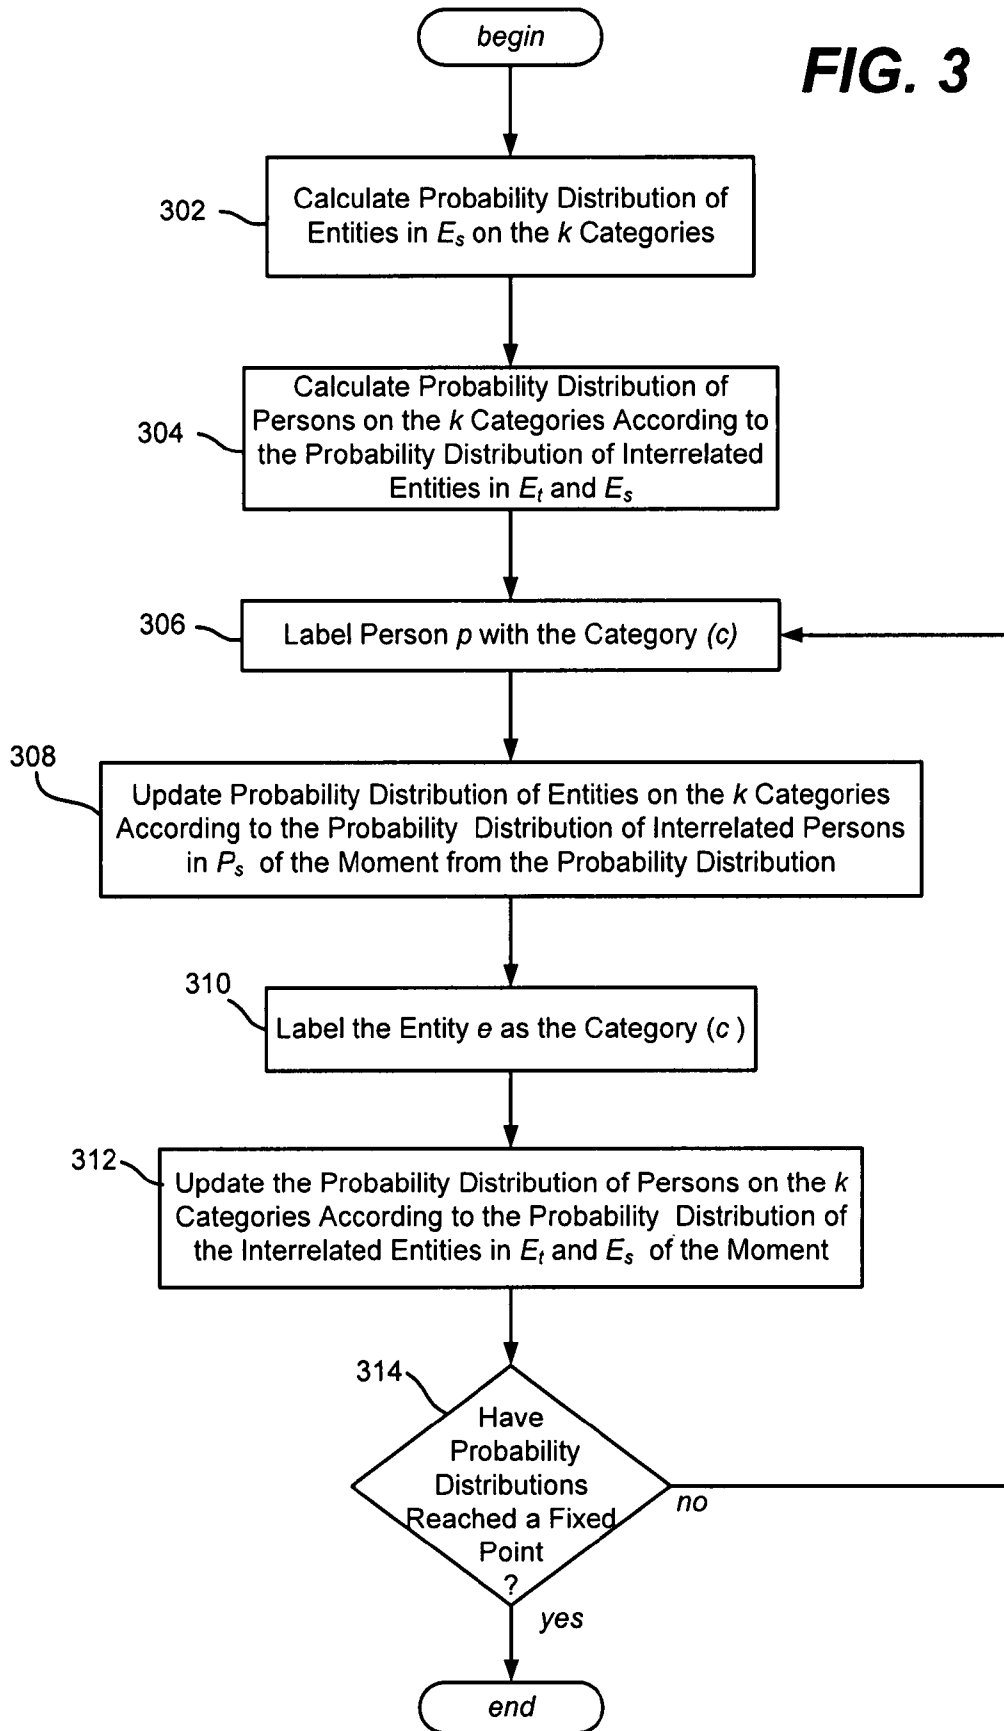 begin
FIG. 3
302
Calculate Probability Distribution of
Entities in Es on the k Categories
304
Calculate Probability Distribution of
Persons on the k Categories According to
the Probability Distribution of Interrelated
Entities in Et and Es
306
Label Person p with the Category (c)
308
Update Probability Distribution of Entities on the k Categories
According to the Probability Distribution of Interrelated Persons
in Ps of the Moment from the Probability Distribution
310
Label the Entity e as the Category (c )
312
Update the Probability Distribution of Persons on the k
Categories According to the Probability Distribution of
the Interrelated Entities in Et and Es of the Moment
314
Have
Probability
Distributions
Reached a Fixed
Point
?
no
yes
end